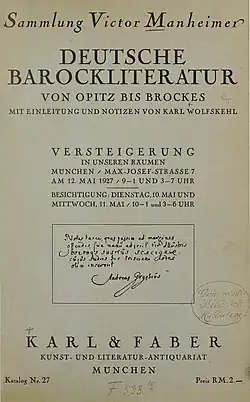 Sammlung Victor Manheimer
DEUTSCHE
BAROCKLITERATUR
VON OPITZ BIS BROCKES
MIT EINLEITUNG UND NOTIZEN VON KARL WOLFSKEHL
VERSTEIGERUNG
IN UNSEREN RÄUMEN
MÜNCHEN / MAX-JOSEF-STRASSE 7
AM 12. MAI 1927 / 9–1 UND 3–7 UHR
BESICHTIGUNG: DIENSTAG, 10. MAI UND
MITTWOCH, 11. MAI / 10–1 und 3–6 UHR
Andreas Gryphius
KARL & FABER
KUNST- UND LITERATUR-ANTIQUARIAT
MÜNCHEN
Katalog Nr. 27
Preis RM. 2.—